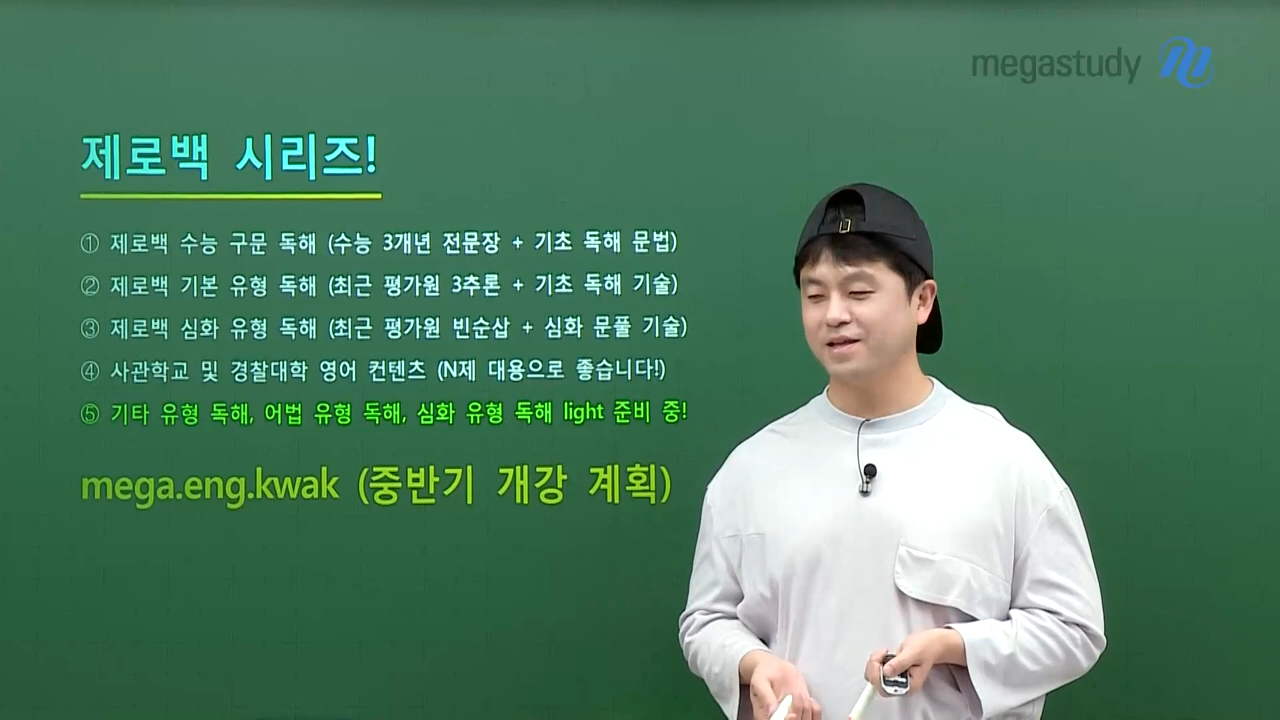 megastudy
제로백 시리즈!
① 제로백 수능 구문 독해 (수능 3개년 전문장 + 기초 독해 문법)
② 제로백 기본 유형 독해 (최근 평가원 3추론 + 기초 독해 기술)
③ 제로백 심화 유형 독해 (최근 평가원 빈순삽 + 심화 문풀 기술)
④ 사관학교 및 경찰대학 영어 컨텐츠 (N제 대용으로 좋습니다!)
⑤ 기타 유형 독해, 어법 유형 독해, 심화 유형 독해 light 준비 중!
mega.eng.kwak (중반기 개강 계획)